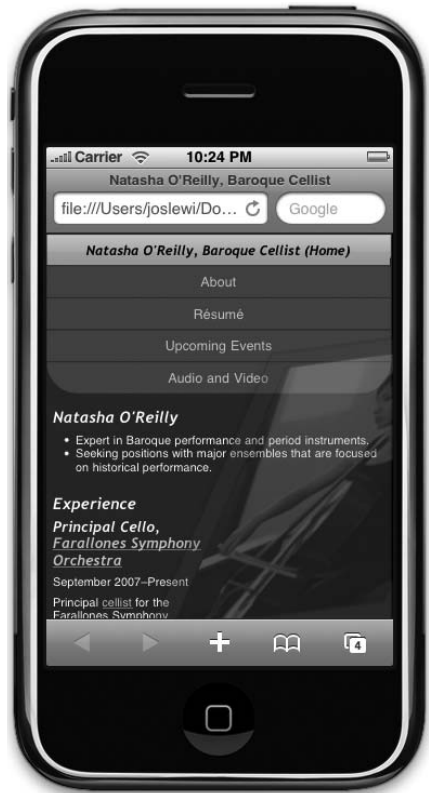 Carrier 10:24 PM
Natasha O'Reilly, Baroque Cellist
file:///Users/joslewi/Do... Google
Natasha O'Reilly, Baroque Cellist (Home)
About
Résumé
Upcoming Events
Audio and Video
Natasha O'Reilly
• Expert in Baroque performance and period instruments.
• Seeking positions with major ensembles that are focused
on historical performance.
Experience
Principal Cello,
Farallones Symphony
Orchestra
September 2007–Present
Principal cellist for the
Farallones Symphony
4